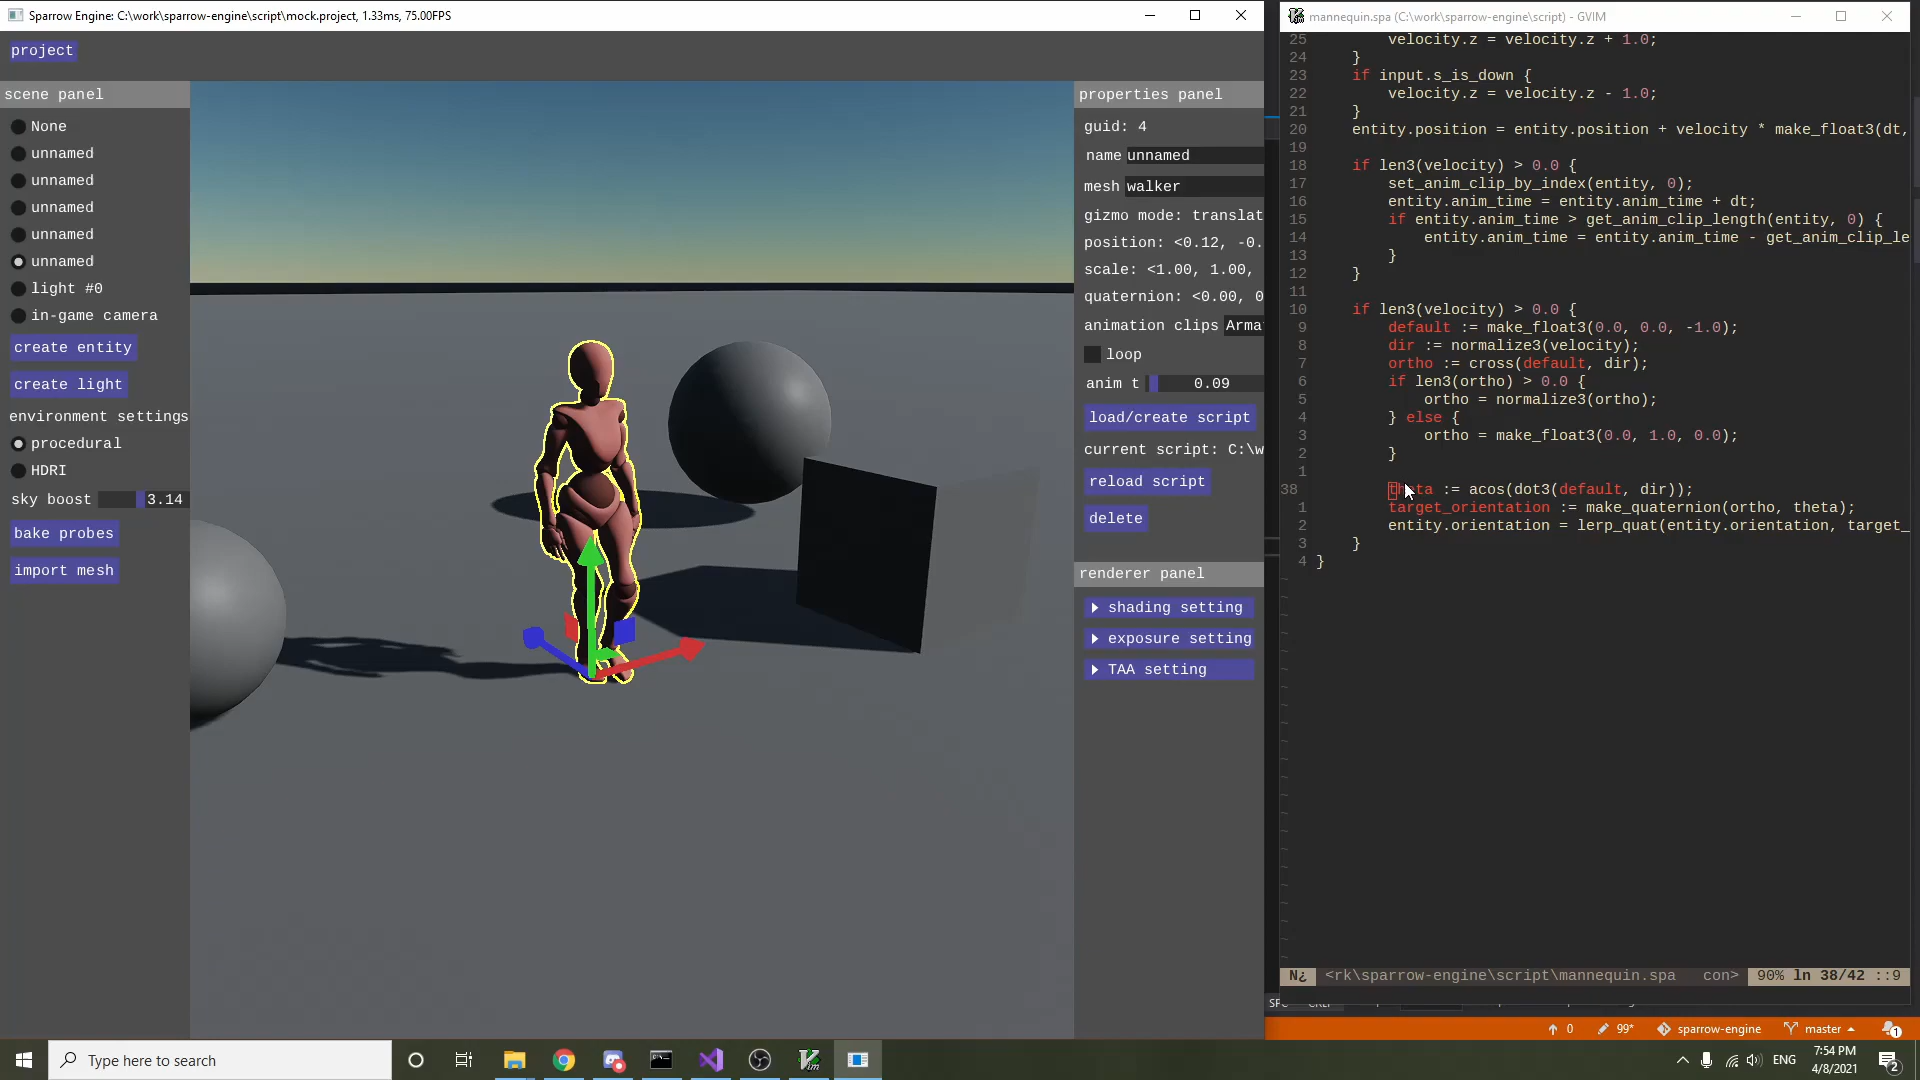 Sparrow Engine: C:\work\sparrow-engine\script\mock.project, 1.33ms, 75.00FPS
project
scene panel
None
unnamed
unnamed
unnamed
unnamed
unnamed
light #0
in-game camera
create entity
create light
environment settings
procedural
HDRI
sky boost 3.14
bake probes
import mesh
properties panel
guid: 4
name unnamed
mesh walker
gizmo mode: translat
position: <0.12, -0.
scale: <1.00, 1.00,
quaternion: <0.00, 0
animation clips Armat
loop
anim t 0.09
load/create script
current script: C:\w
reload script
delete
renderer panel
shading setting
exposure setting
TAA setting
mannequin.spa (C:\work\sparrow-engine\script) - GVIM
25 velocity.z = velocity.z + 1.0;
24 }
23 if input.s_is_down {
22 velocity.z = velocity.z - 1.0;
21 }
20 entity.position = entity.position + velocity * make_float3(dt,
19
18 if len3(velocity) > 0.0 {
17 set_anim_clip_by_index(entity, 0);
16 entity.anim_time = entity.anim_time + dt;
15 if entity.anim_time > get_anim_clip_length(entity, 0) {
14 entity.anim_time = entity.anim_time - get_anim_clip_le
13 }
12 }
11
10 if len3(velocity) > 0.0 {
9 default := make_float3(0.0, 0.0, -1.0);
8 dir := normalize3(velocity);
7 ortho := cross(default, dir);
6 if len3(ortho) > 0.0 {
5 ortho = normalize3(ortho);
4 } else {
3 ortho = make_float3(0.0, 1.0, 0.0);
2 }
1
38 theta := acos(dot3(default, dir));
1 target_orientation := make_quaternion(ortho, theta);
2 entity.orientation = lerp_quat(entity.orientation, target_
3 }
4 }
N¿ <rk\sparrow-engine\script\mannequin.spa con> 90% ln 38/42 ::9
0 99* sparrow-engine master 1
Type here to search
ENG
7:54 PM
4/8/2021
2